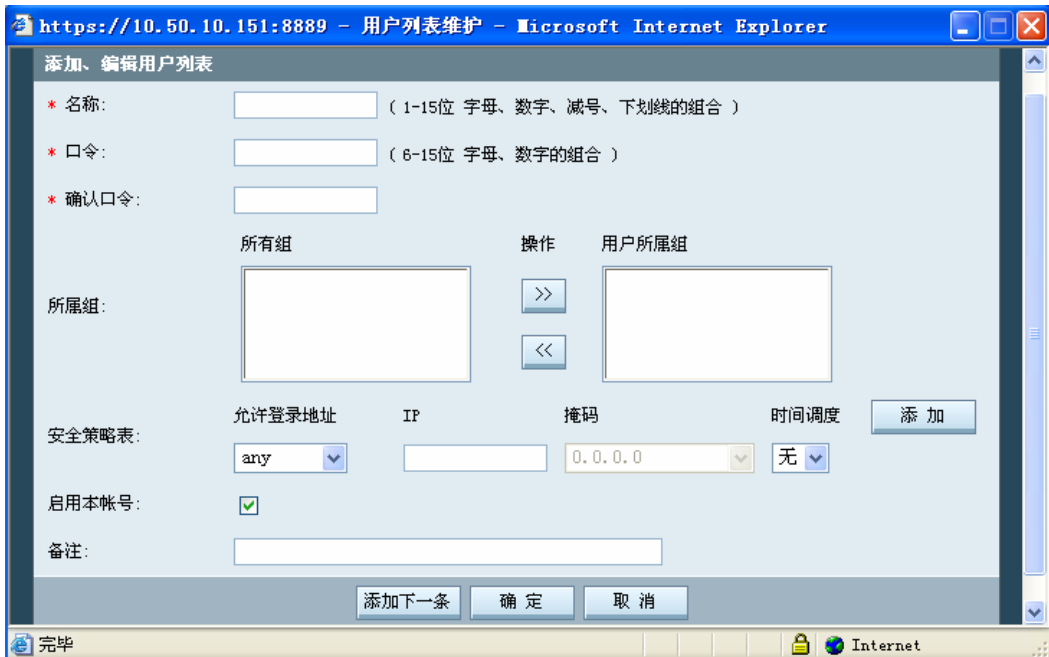 https://10.50.10.151:8889 - 用户列表维护 - Microsoft Internet Explorer
添加、编辑用户列表
* 名称: ( 1-15位 字母、数字、减号、下划线的组合 )
* 口令: ( 6-15位 字母、数字的组合 )
* 确认口令:
所有组 操作 用户所属组
>>
所属组:
<<
允许登录地址 IP 掩码 时间调度 添 加
安全策略表:
any 0.0.0.0 无
启用本帐号:
备注:
添加下一条 确 定 取 消
完毕 Internet